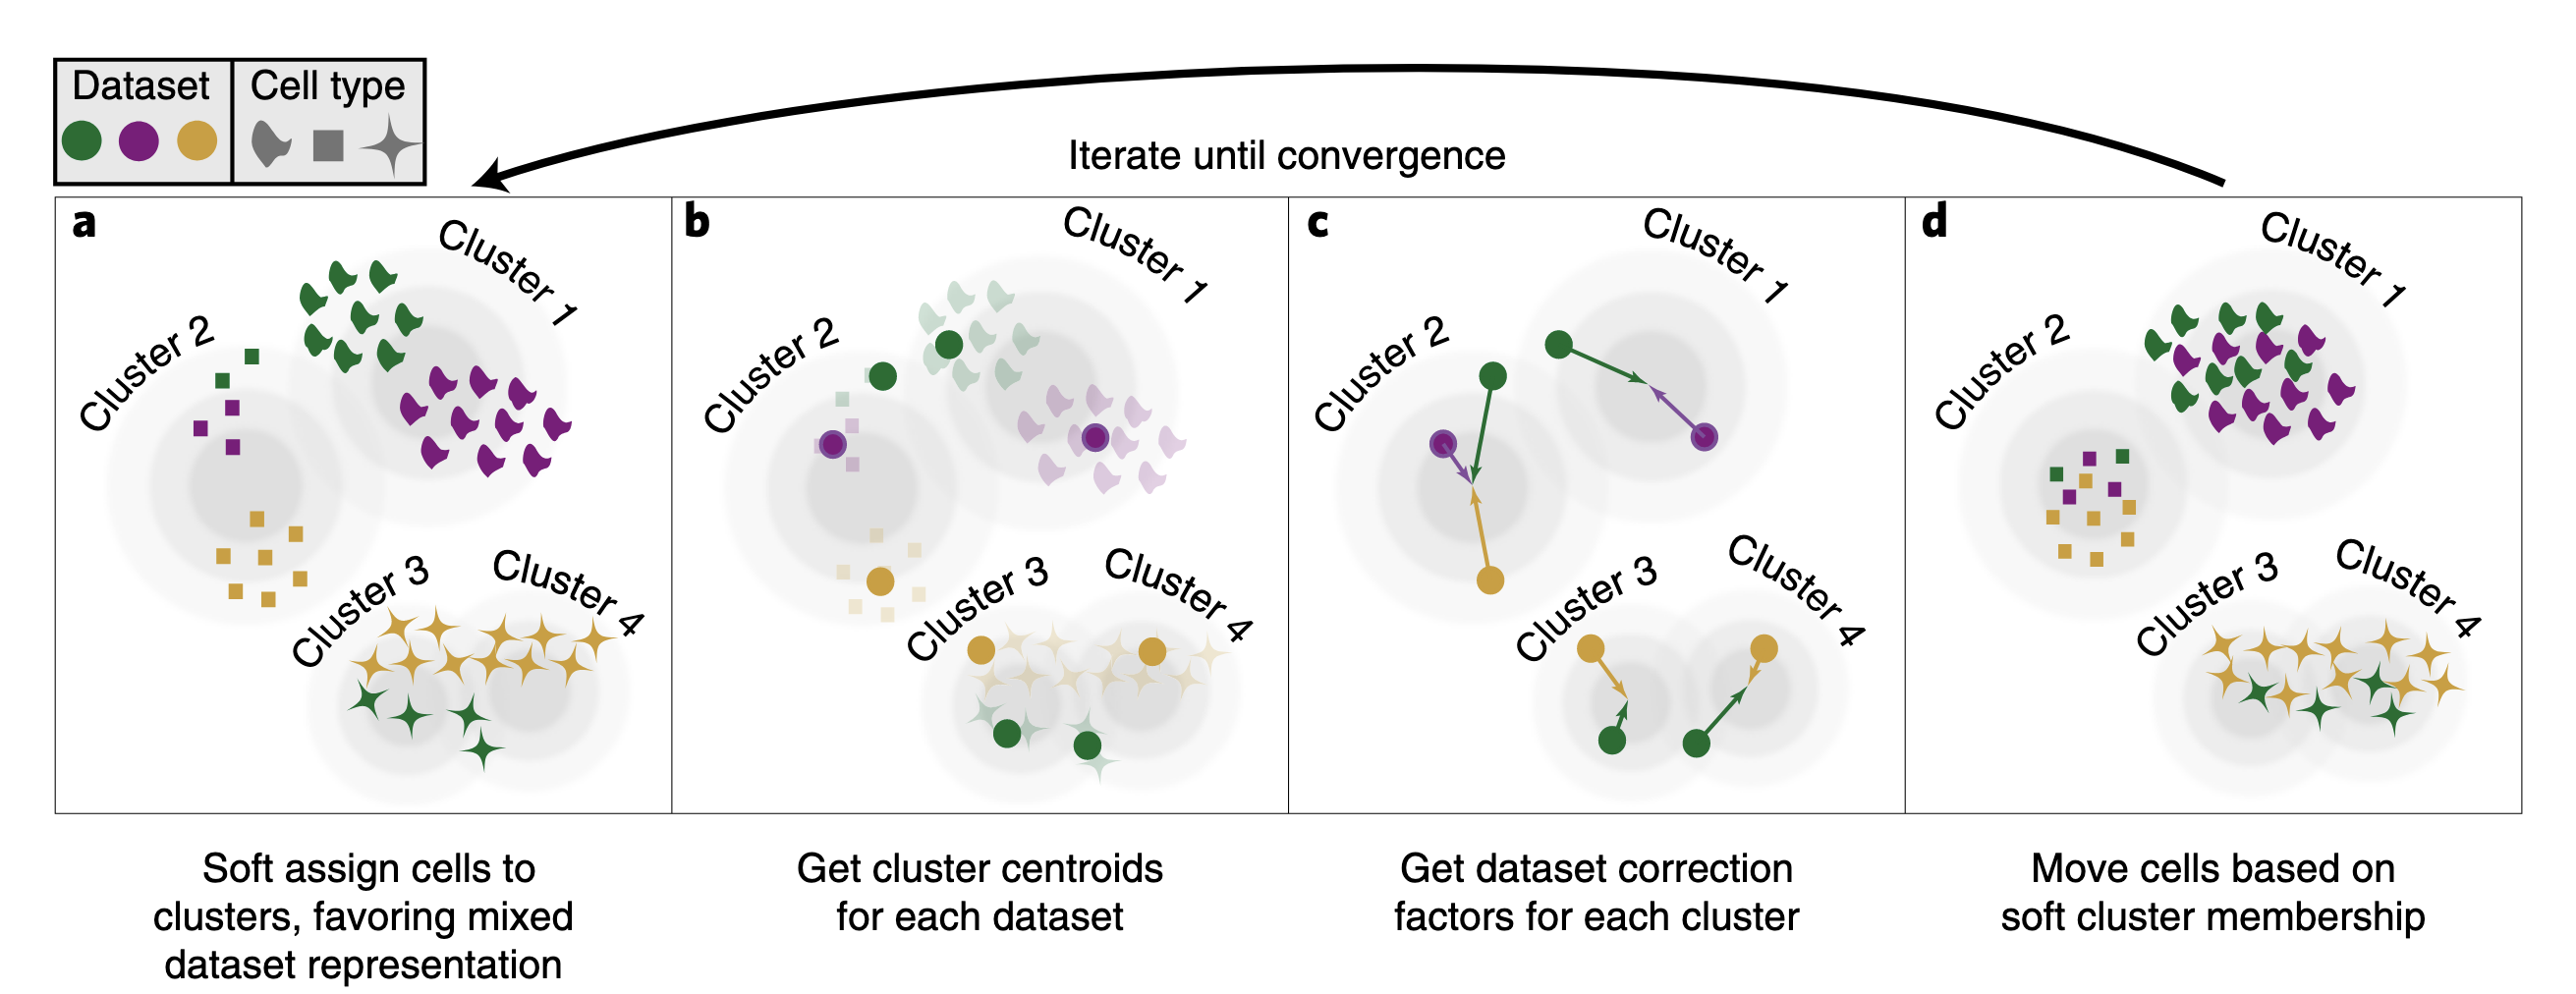 Dataset
Cell type
Iterate until convergence
a
Cluster 1
Cluster 2
Cluster 3
Cluster 4
b
Cluster 1
Cluster 2
Cluster 3
Cluster 4
c
Cluster 1
Cluster 2
Cluster 3
Cluster 4
d
Cluster 1
Cluster 2
Cluster 3
Cluster 4
Soft assign cells to
clusters, favoring mixed
dataset representation
Get cluster centroids
for each dataset
Get dataset correction
factors for each cluster
Move cells based on
soft cluster membership